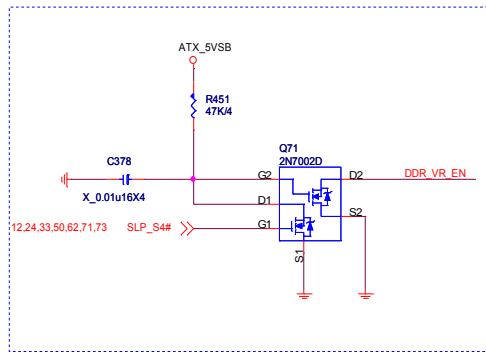 ATX_5VSB
R451
47K/4
Q71
2N7002D
C378
X_0.01u16X4
G2
D2
DDR_VR_EN
D1
S2
12,24,33,50,62,71,73
SLP_S4#
G1
S1